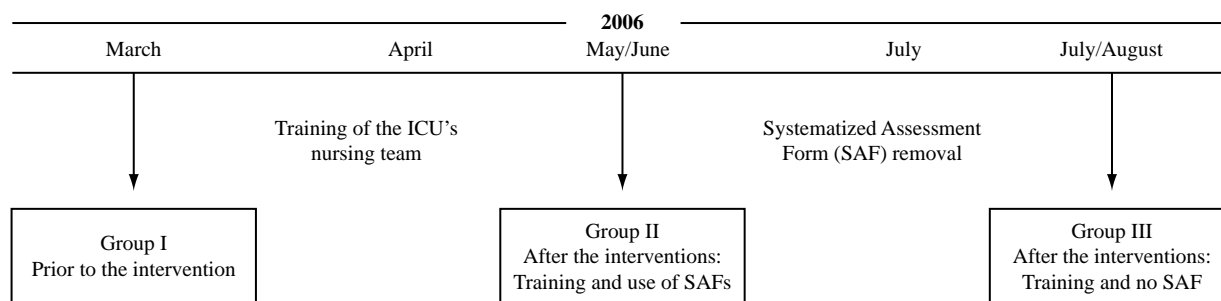 2006
March April May/June July July/August
Training of the ICU's
nursing team
Systematized Assessment
Form (SAF) removal
Group I
Prior to the intervention
Group II
After the interventions:
Training and use of SAFs
Group III
After the interventions:
Training and no SAF